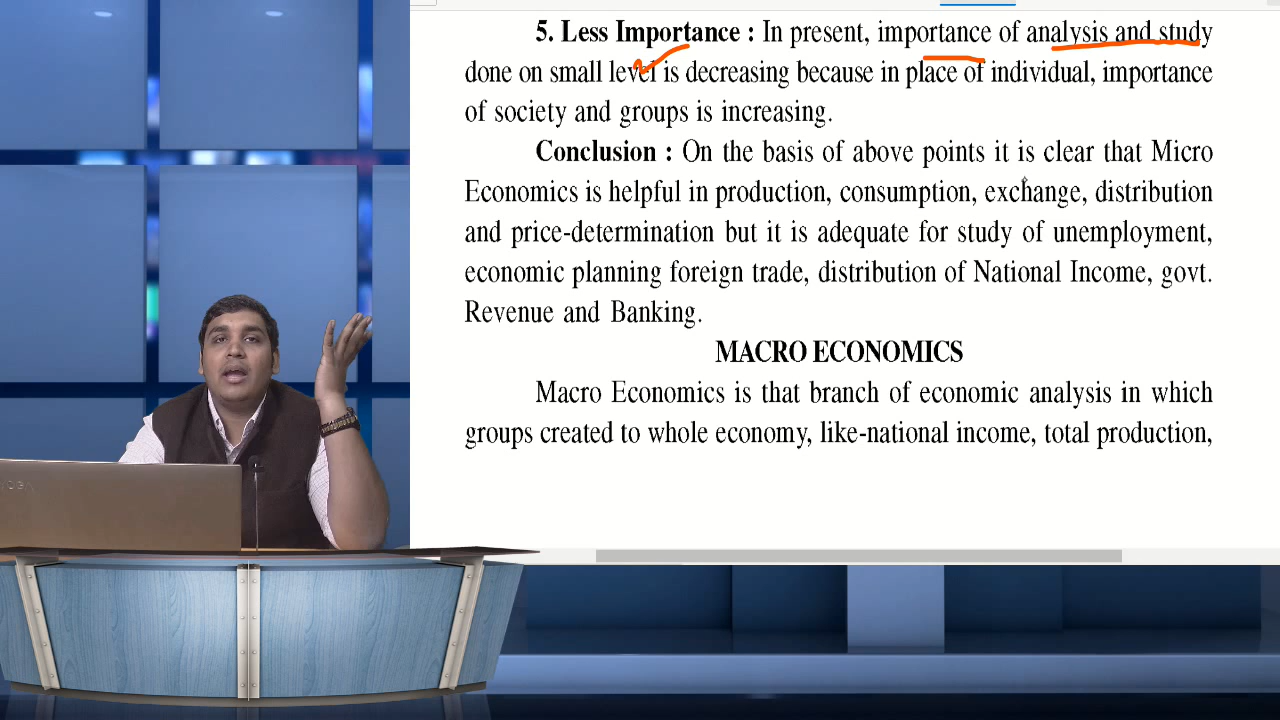 5. Less Importance : In present, importance of analysis and study
done on small level is decreasing because in place of individual, importance
of society and groups is increasing.
Conclusion : On the basis of above points it is clear that Micro
Economics is helpful in production, consumption, exchange, distribution
and price-determination but it is adequate for study of unemployment,
economic planning foreign trade, distribution of National Income, govt.
Revenue and Banking.
MACRO ECONOMICS
Macro Economics is that branch of economic analysis in which
groups created to whole economy, like-national income, total production,